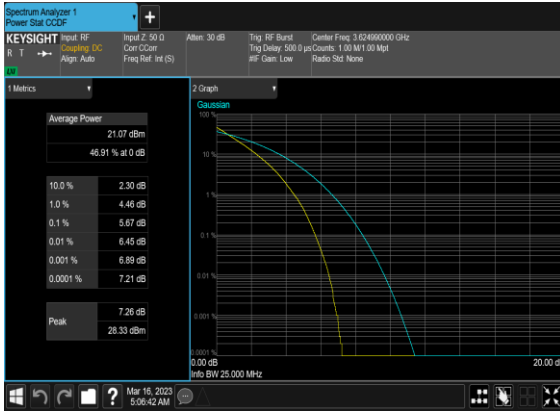 Spectrum Analyzer 1
Power Stat CCDF
+
KEYSIGHT
R T
LV
Input: RF
Coupling: DC
Align: Auto
Input Z: 50 Ω
Corr CCorr
Freq Ref: Int (S)
Atten: 30 dB
Trig: RF Burst
Trig Delay: 500.0 µs
#IF Gain: Low
Center Freq: 3.624990000 GHz
Counts: 1.00 M/1.00 Mpt
Radio Std: None
1 Metrics
Average Power
21.07 dBm
46.91 % at 0 dB
10.0 % 2.30 dB
1.0 % 4.46 dB
0.1 % 5.67 dB
0.01 % 6.45 dB
0.001 % 6.89 dB
0.0001 % 7.21 dB
Peak
7.26 dB
28.33 dBm
2 Graph
Gaussian
100 %
10 %
1 %
0.1 %
0.01 %
0.001 %
0.0001 %
0.00 dB
20.00 d
Info BW 25.000 MHz
?
Mar 16, 2023
5:06:42 AM